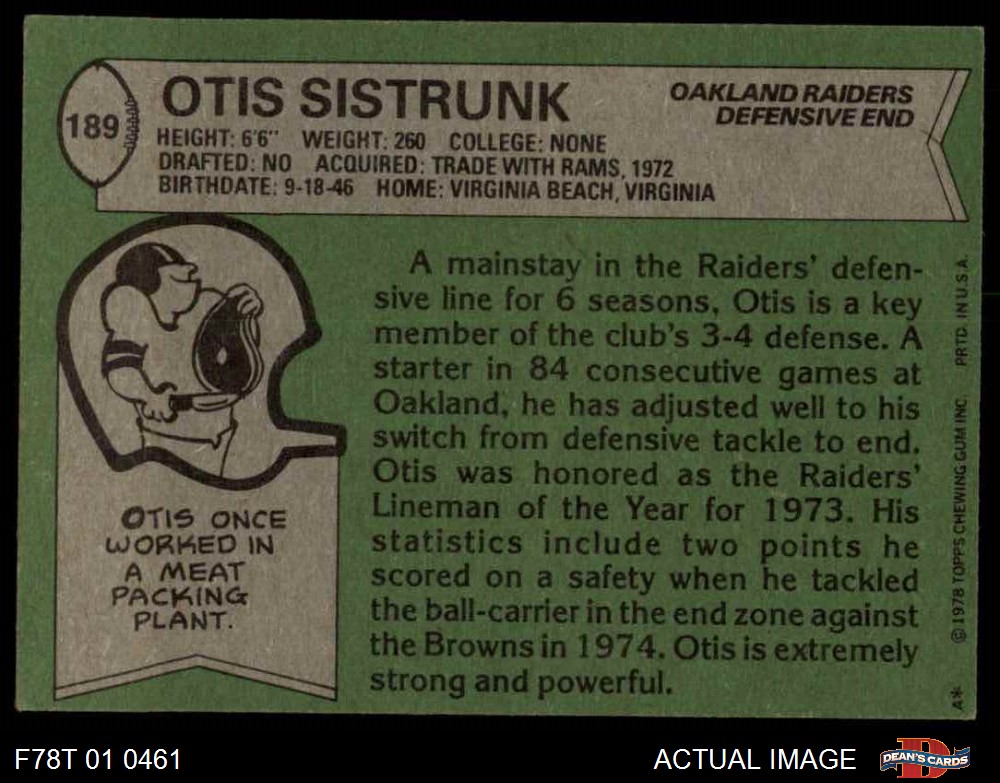 189
OTIS SISTRUNK
OAKLAND RAIDERS
DEFENSIVE END
HEIGHT: 6'6" WEIGHT: 260 COLLEGE: NONE
DRAFTED: NO ACQUIRED: TRADE WITH RAMS, 1972
BIRTHDATE: 9-18-46 HOME: VIRGINIA BEACH, VIRGINIA
OTIS ONCE
WORKED IN
A MEAT
PACKING
PLANT.
A mainstay in the Raiders' defen-
sive line for 6 seasons, Otis is a key
member of the club's 3-4 defense. A
starter in 84 consecutive games at
Oakland, he has adjusted well to his
switch from defensive tackle to end.
Otis was honored as the Raiders'
Lineman of the Year for 1973. His
statistics include two points he
scored on a safety when he tackled
the ball-carrier in the end zone against
the Browns in 1974. Otis is extremely
strong and powerful.
A* © 1978 TOPPS CHEWING GUM INC. PRTD. IN U.S.A.
F78T 01 0461
ACTUAL IMAGE
D
DEAN'S CARDS